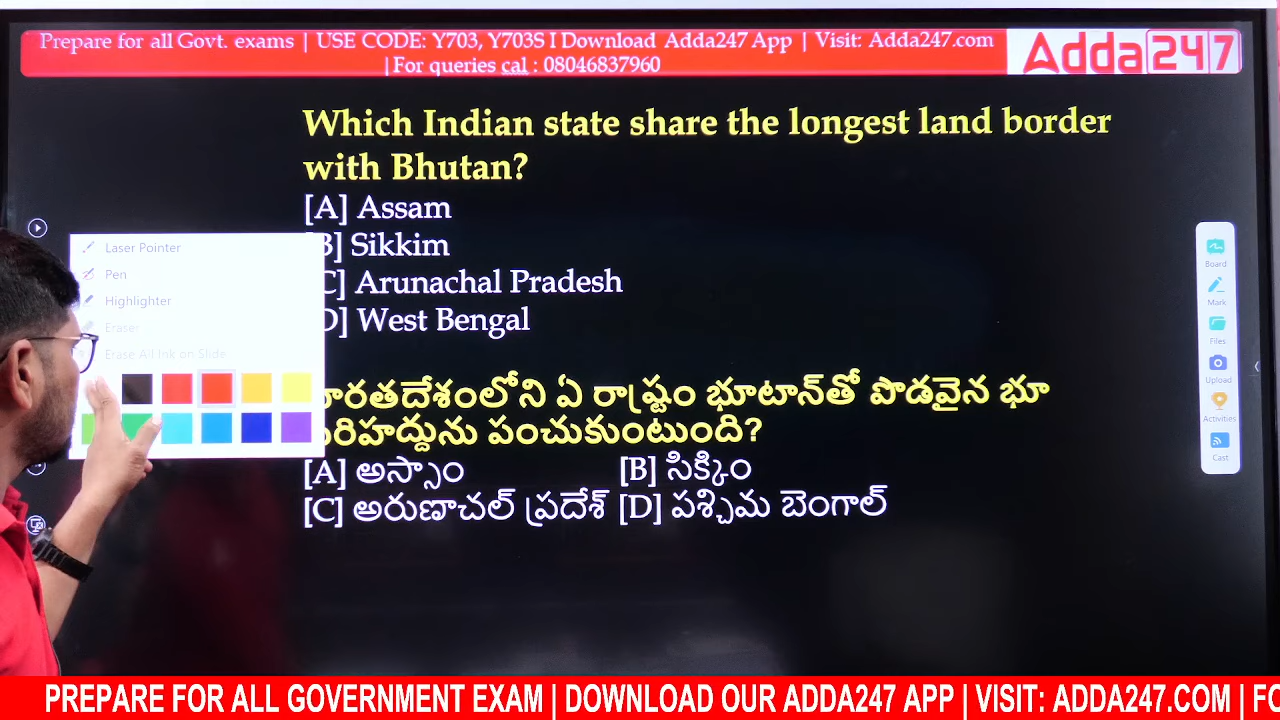 Prepare for all Govt. exams | USE CODE: Y703, Y703S I Download Adda247 App | Visit: Adda247.com
|For queries cal : 08046837960
Adda247
Which Indian state share the longest land border
with Bhutan?
[A] Assam
B] Sikkim
C] Arunachal Pradesh
D] West Bengal
Laser Pointer
Pen
Highlighter
Eraser
Erase All Ink on Slide
Board
Mark
Files
Upload
Activities
Cast
భారతదేశంలోని ఏ రాష్ట్రం భూటాన్‌తో పొడవైన భూ
సరిహద్దును పంచుకుంటుంది?
[A] అస్సాం [B] సిక్కిం
[C] అరుణాచల్ ప్రదేశ్ [D] పశ్చిమ బెంగాల్
PREPARE FOR ALL GOVERNMENT EXAM | DOWNLOAD OUR ADDA247 APP | VISIT: ADDA247.COM | FO